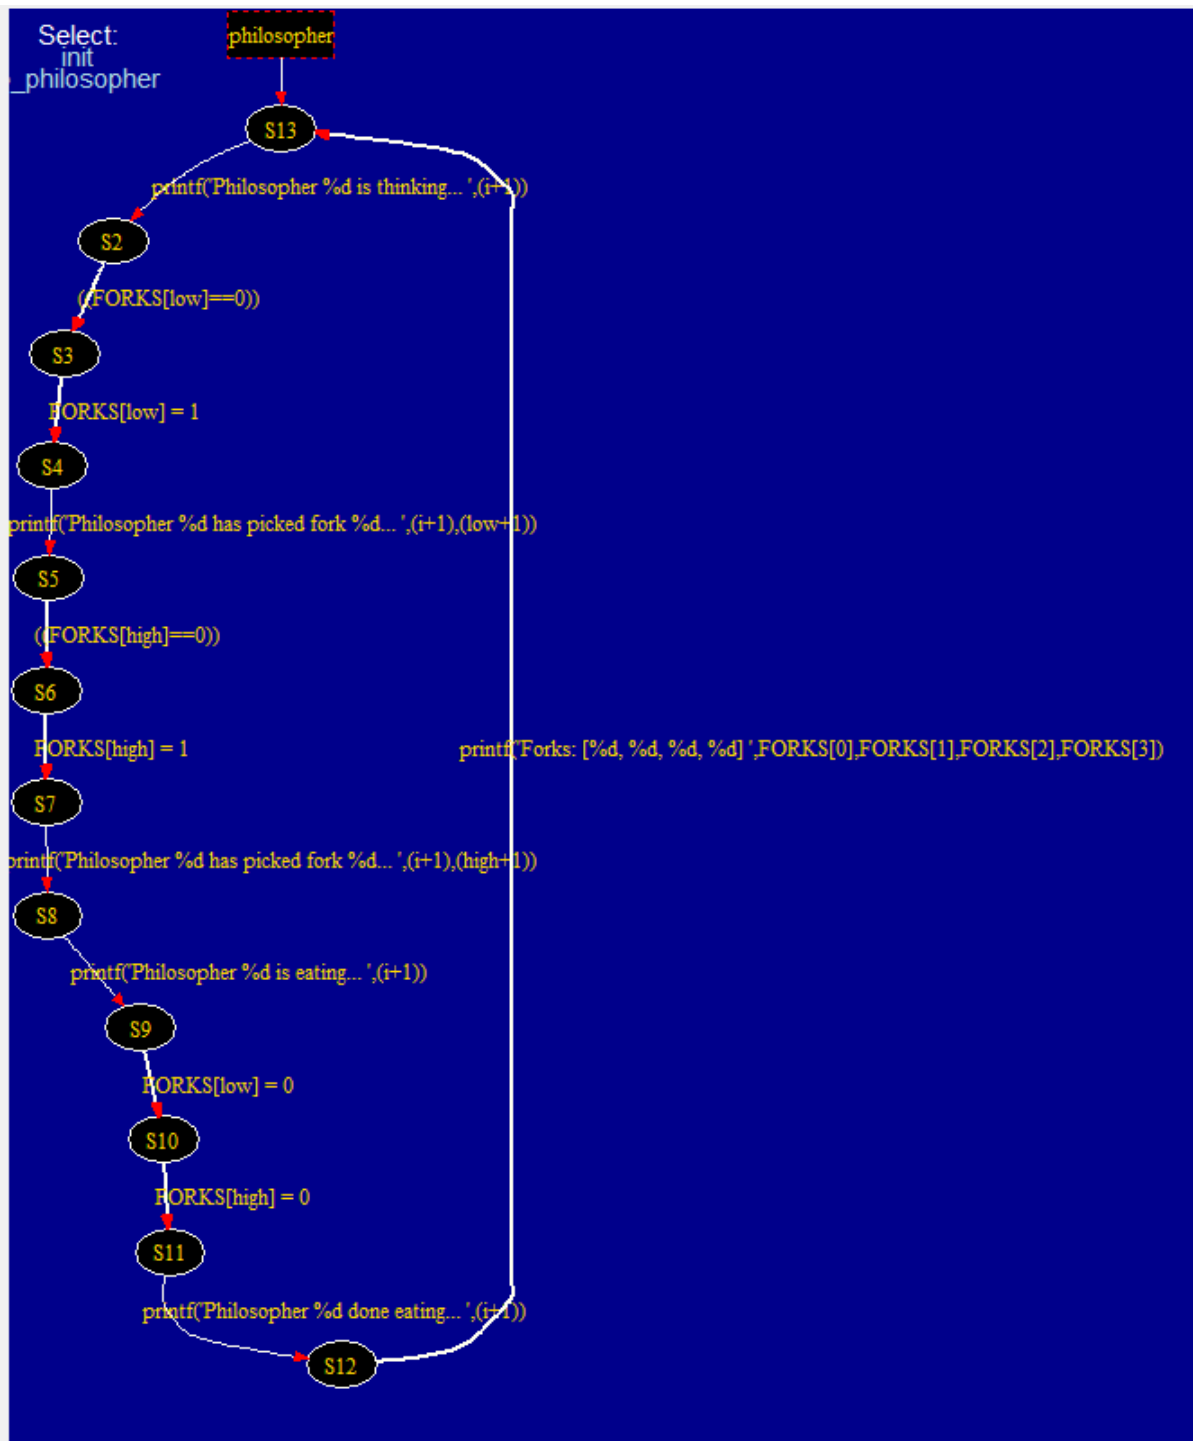 Select:
init
_philosopher
philosopher
S13
printf('Philosopher %d is thinking... ',(i+1))
S2
((FORKS[low]==0))
S3
FORKS[low] = 1
S4
printf('Philosopher %d has picked fork %d... ',(i+1),(low+1))
S5
((FORKS[high]==0))
S6
FORKS[high] = 1
printf('Forks: [%d, %d, %d, %d] ',FORKS[0],FORKS[1],FORKS[2],FORKS[3])
S7
printf('Philosopher %d has picked fork %d... ',(i+1),(high+1))
S8
printf('Philosopher %d is eating... ',(i+1))
S9
FORKS[low] = 0
S10
FORKS[high] = 0
S11
printf('Philosopher %d done eating... ',(i+1))
S12